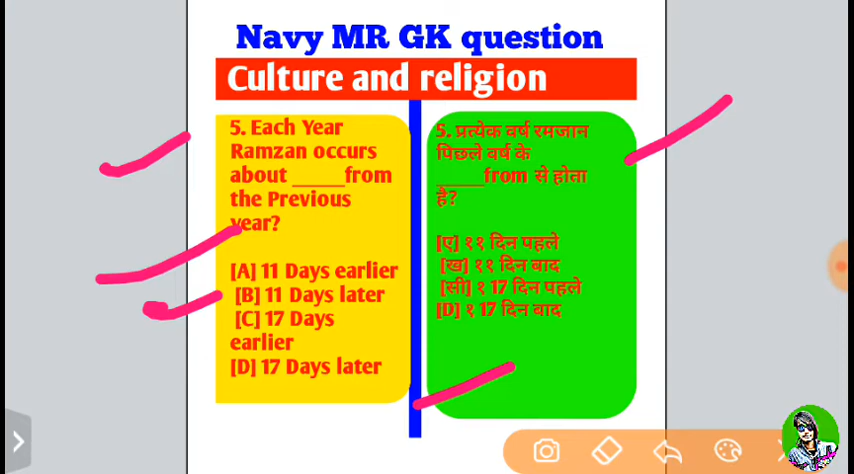 Navy MR GK question
Culture and religion
5. Each Year
Ramzan occurs
about _____from
the Previous
year?
[A] 11 Days earlier
[B] 11 Days later
[C] 17 Days
earlier
[D] 17 Days later
5. प्रत्येक वर्ष रमजान
पिछले वर्ष के
_____from से होता
है?
[ए] ११ दिन पहले
[ख] ११ दिन बाद
[सी] १ 17 दिन पहले
[D] १ 17 दिन बाद